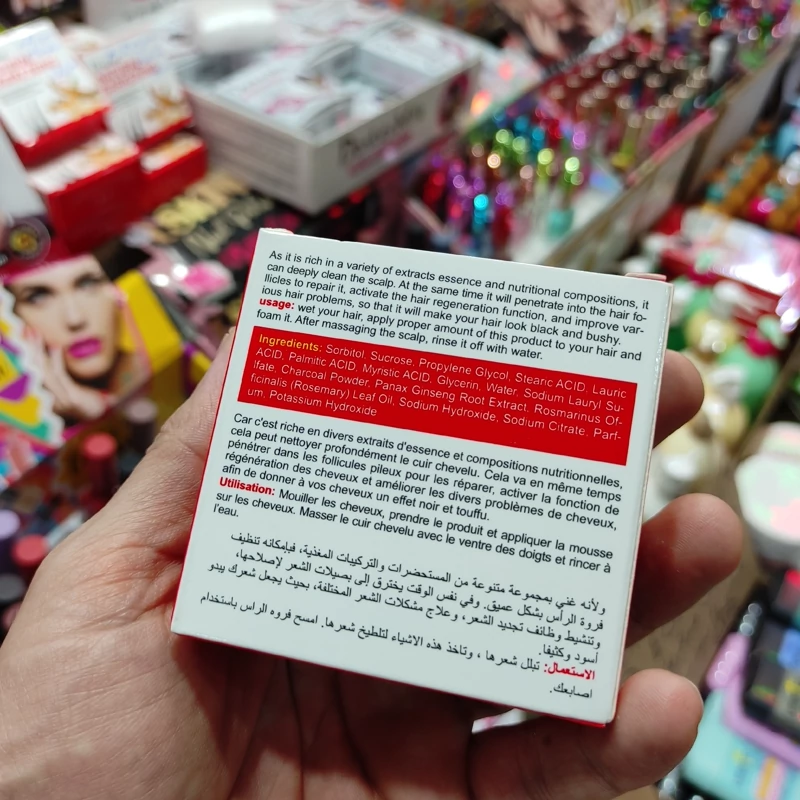 As it is rich in a variety of extracts essence and nutritional compositions, it
can deeply clean the scalp. At the same time it will penetrate into the hair fo-
llicles to repair it, activate the hair regeneration function, and improve var-
ious hair problems, so that it will make your hair look black and bushy.
usage: wet your hair, apply proper amount of this product to your hair and
foam it. After massaging the scalp, rinse it off with water.
Ingredients: Sorbitol, Sucrose, Propylene Glycol, Stearic ACID, Lauric
ACID, Palmitic ACID, Myristic ACID, Glycerin, Water, Sodium Lauryl Su-
lfate, Charcoal Powder, Panax Ginseng Root Extract, Rosmarinus Of-
ficinalis (Rosemary) Leaf Oil, Sodium Hydroxide, Sodium Citrate, Parf-
um, Potassium Hydroxide
Car c'est riche en divers extraits d'essence et compositions nutritionnelles,
cela peut nettoyer profondément le cuir chevelu. Cela va en même temps
pénétrer dans les follicules pileux pour les réparer, activer la fonction de
régénération des cheveux et améliorer les divers problèmes de cheveux,
afin de donner à vos cheveux un effet noir et touffu.
Utilisation: Mouiller les cheveux, prendre le produit et appliquer la mousse
sur les cheveux. Masser le cuir chevelu avec le ventre des doigts et rincer à
l'eau.
ولأنه غني بمجموعة متنوعة من المستحضرات والتركيبات المغذية، فبإمكانه تنظيف
فروة الرأس بشكل عميق. وفي نفس الوقت يخترق إلى بصيلات الشعر لإصلاحها،
وتنشيط وظائف تجديد الشعر، وعلاج مشكلات الشعر المختلفة، بحيث يجعل شعرك يبدو
أسود وكثيفا.
الاستعمال: تبلل شعرها ، وتاخذ هذه الاشياء لتلطيخ شعرها. امسح فروه الراس باستخدام
اصابعك.